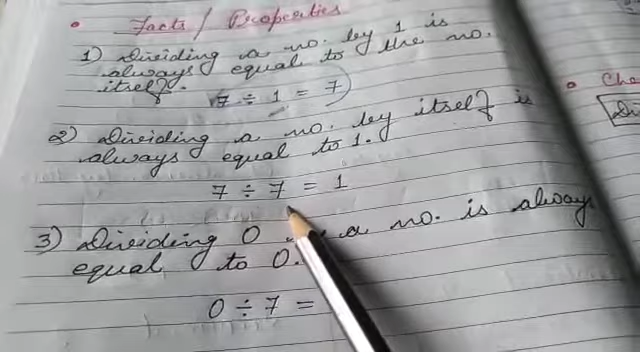 • Facts / Properties
1) Dividing a no. by 1 is
always equal to the no.
itself.
7 ÷ 1 = 7
2) Dividing a no. by itself is
always equal to 1.
7 ÷ 7 = 1
3) Dividing 0 a no. is always
equal to 0.
0 ÷ 7 =
• Che